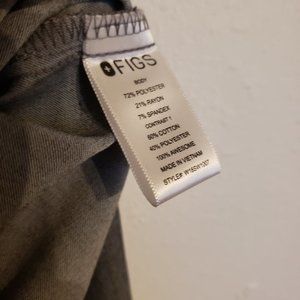 FIGS
BODY
72% POLYESTER
21% RAYON
7% SPANDEX
CONTRAST 1
60% COTTON
40% POLYESTER
100% AWESOME
MADE IN VIETNAM
STYLE#